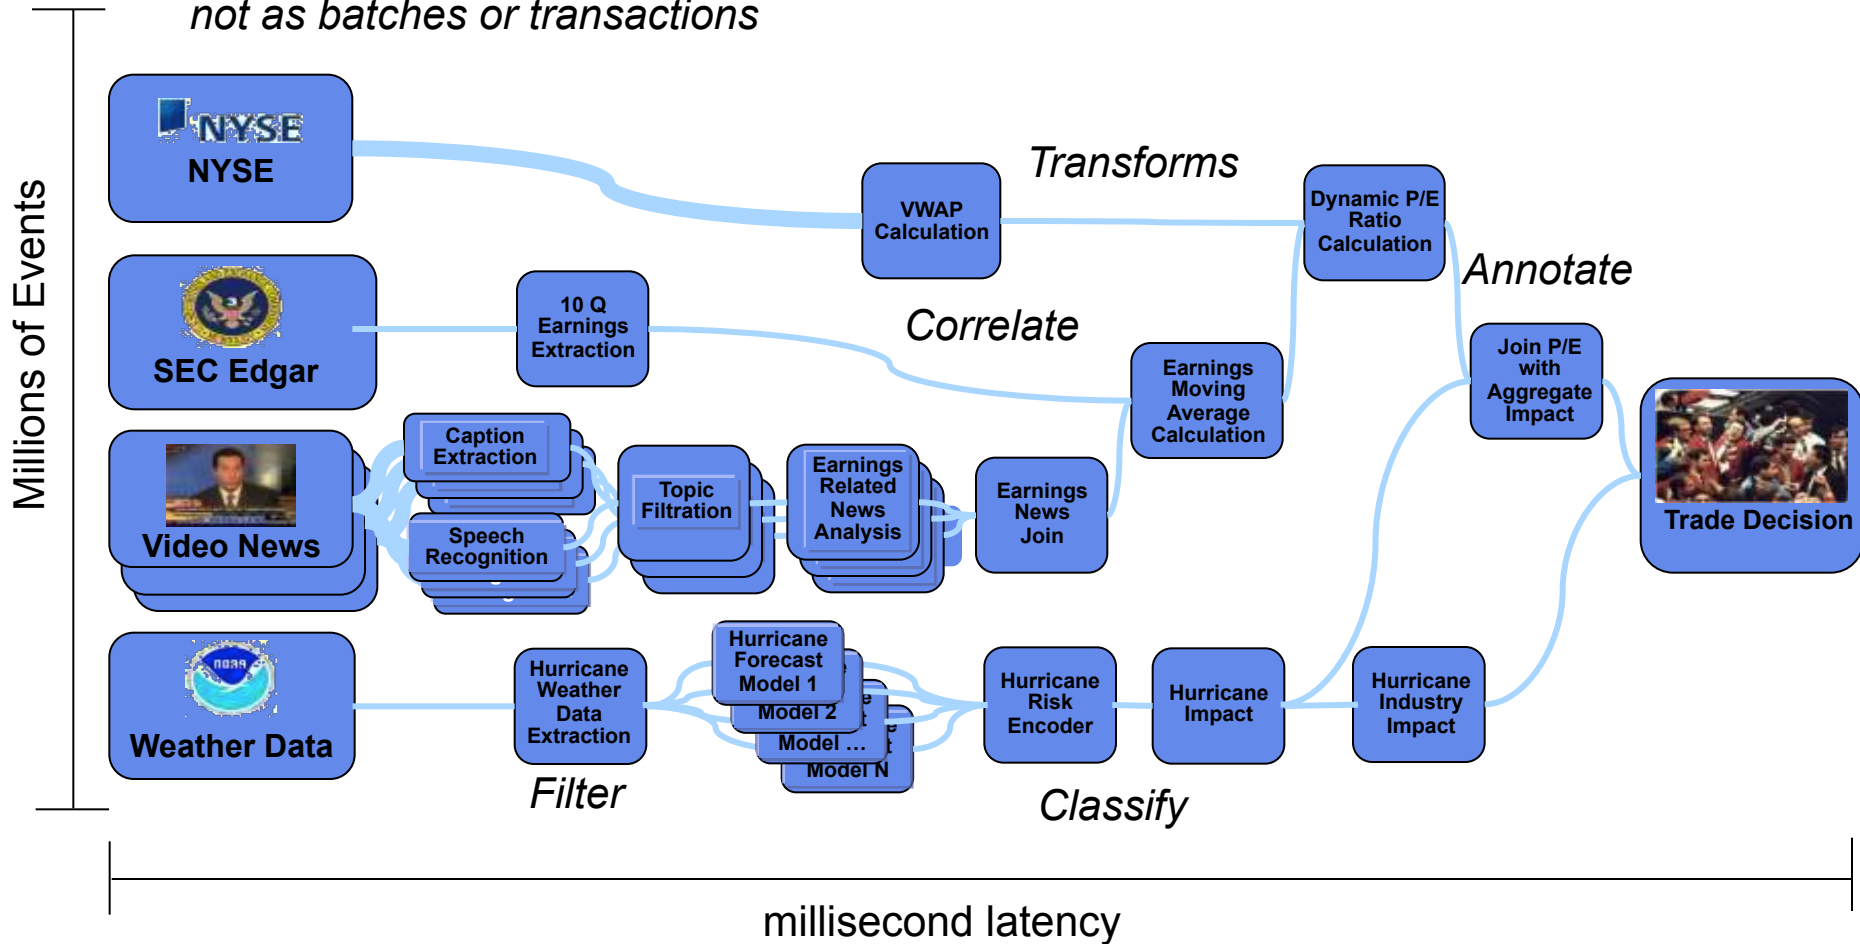 not as batches or transactions
Millions of Events
NYSE
NYSE
VWAP
Calculation
Transforms
Dynamic P/E
Ratio
Calculation
Annotate
SEC Edgar
10 Q
Earnings
Extraction
Correlate
Earnings
Moving
Average
Calculation
Join P/E
with
Aggregate
Impact
Trade Decision
Video News
Caption
Extraction
Speech
Recognition
Topic
Filtration
Earnings
Related
News
Analysis
Earnings
News
Join
noaa
Weather Data
Hurricane
Weather
Data
Extraction
Filter
Hurricane
Forecast
Model 1
Model 2
Model …
Model N
Hurricane
Risk
Encoder
Classify
Hurricane
Impact
Hurricane
Industry
Impact
millisecond latency